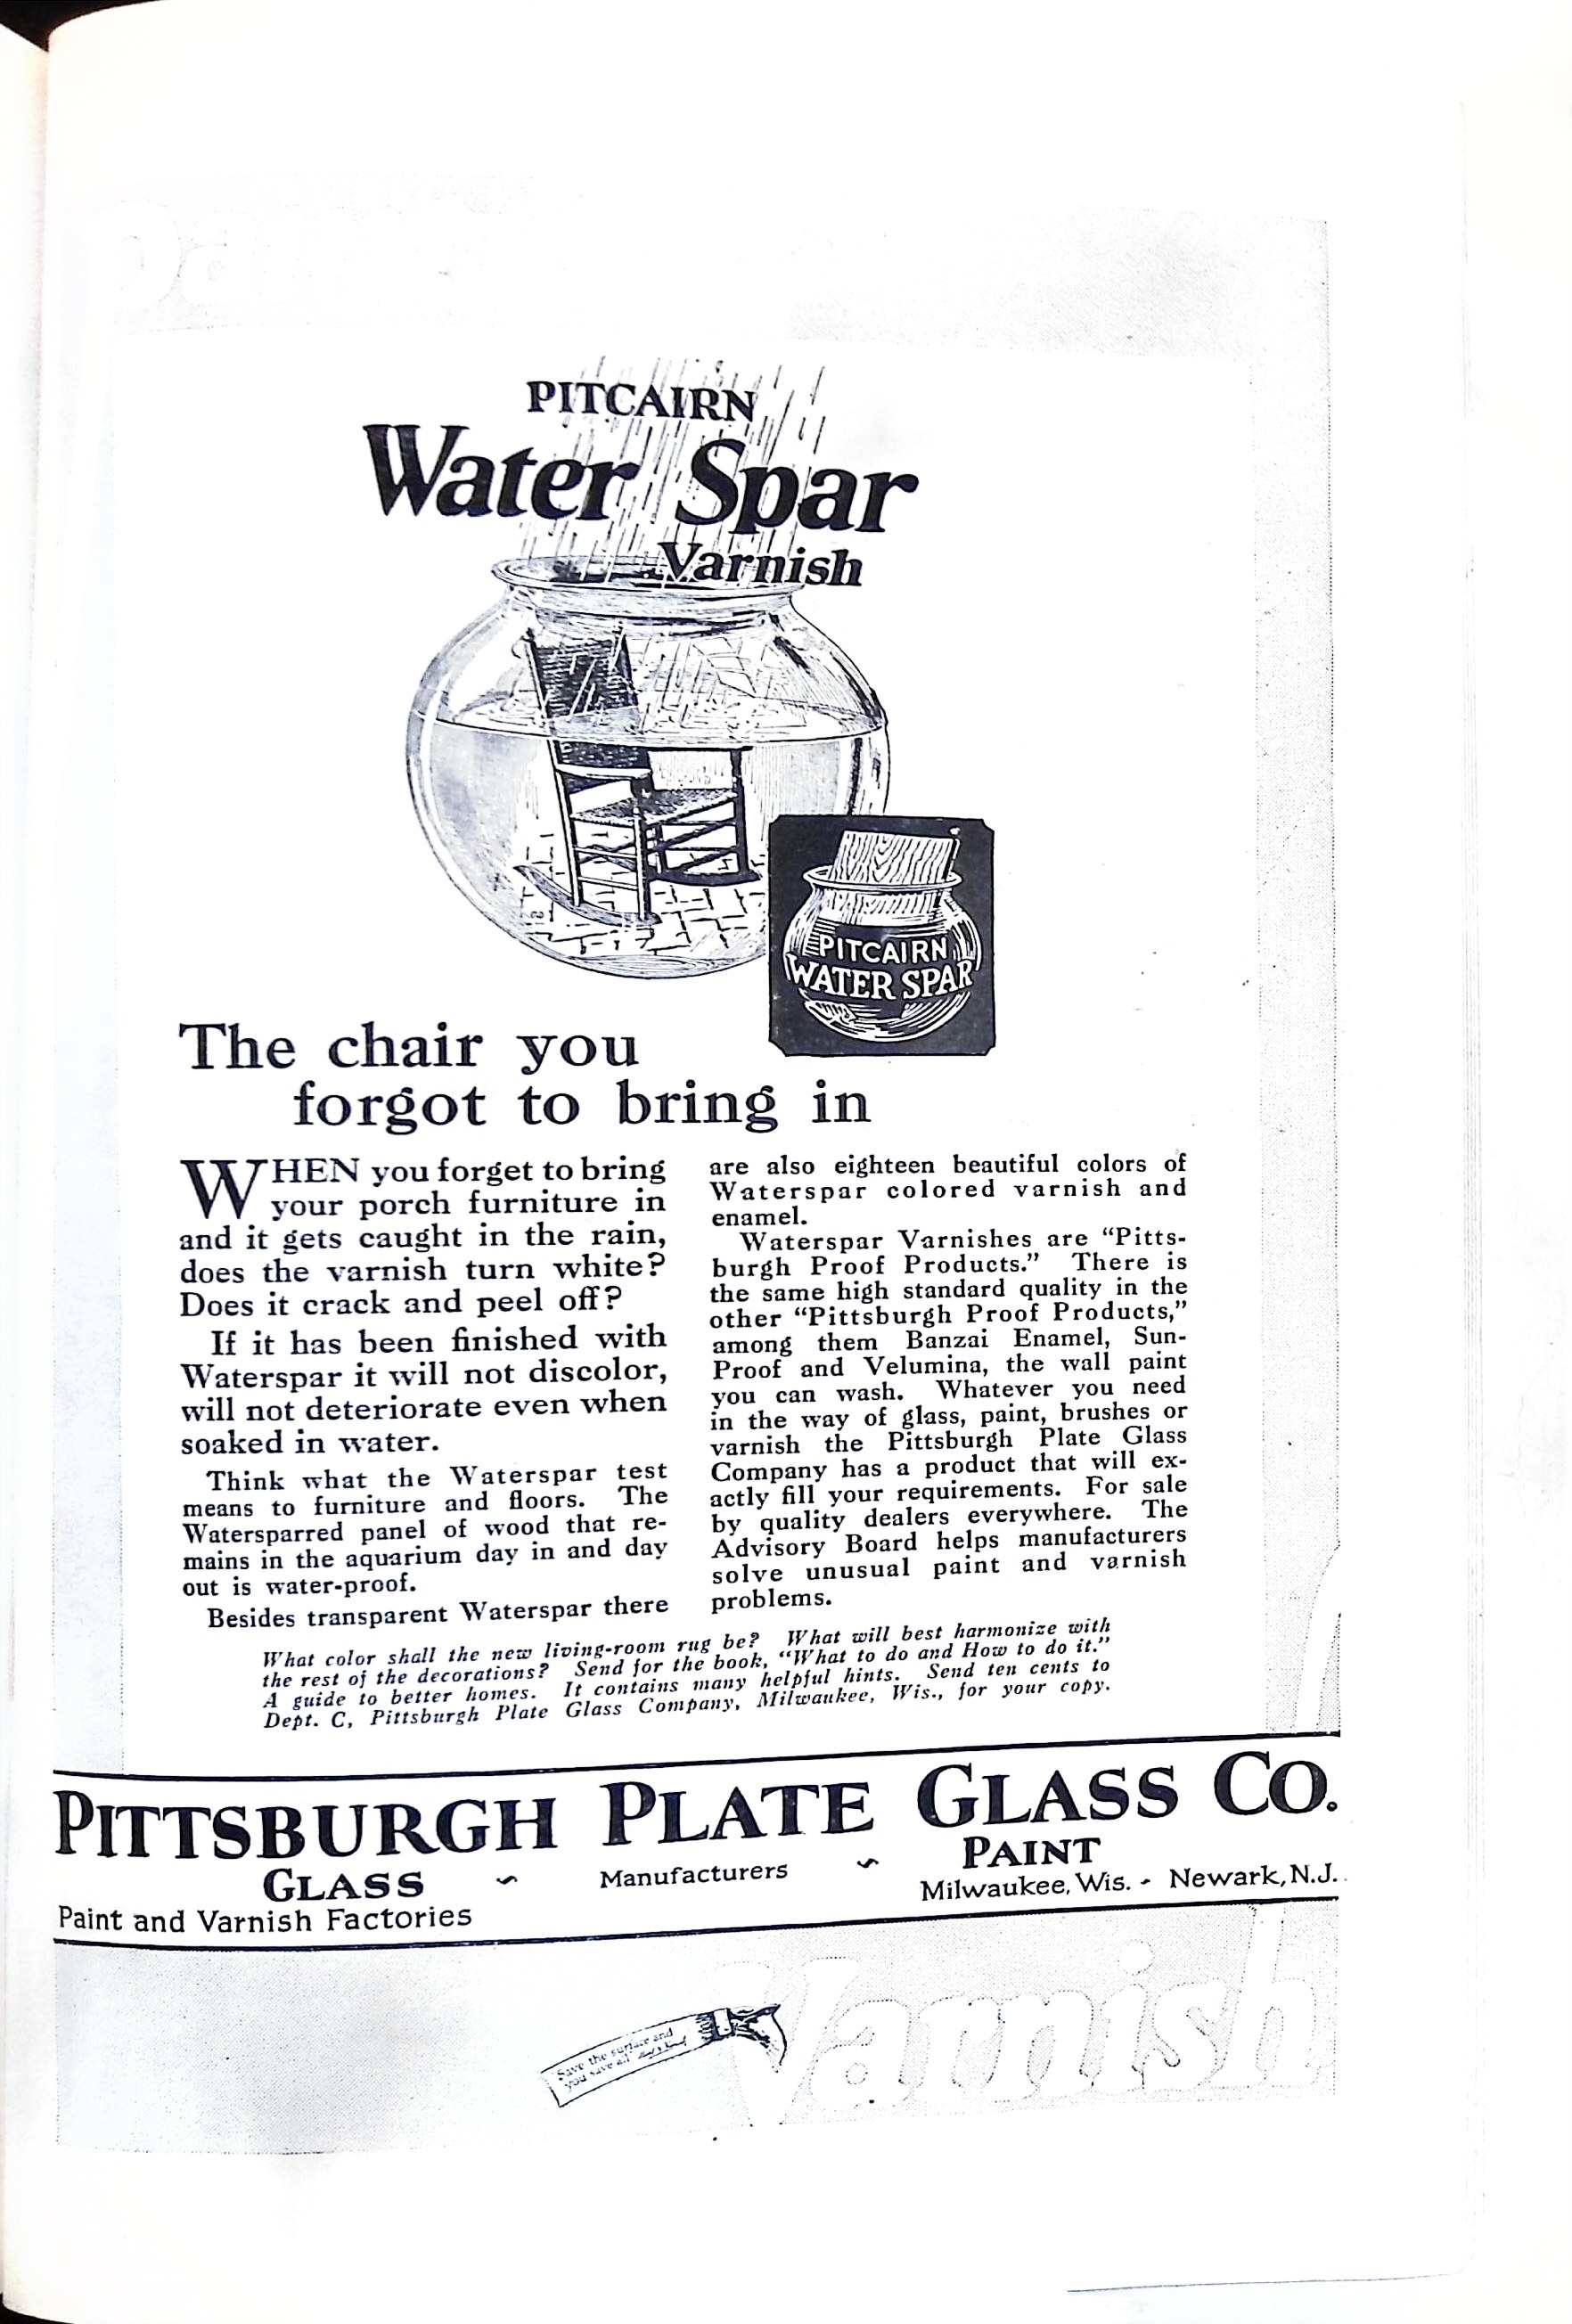 Pa
PITCAIRN
Water Spar
Varnish
PITCAIRN
WATER SPAR
The chair you
forgot to bring in
WHEN you forget to bring
your porch furniture in
and it gets caught in the rain,
does the varnish turn white?
Does it crack and peel off?
If it has been finished with
Waterspar it will not discolor,
will not deteriorate even when
soaked in water.
Think what the Waterspar test
means to furniture and floors. The
Watersparred panel of wood that re-
mains in the aquarium day in and day
out is water-proof.
Besides transparent Waterspar there
are also eighteen beautiful colors of
Waterspar colored varnish and
enamel.
Waterspar Varnishes are “Pitts-
burgh Proof Products.” There is
the same high standard quality in the
other “Pittsburgh Proof Products,”
among them Banzai Enamel, Sun-
Proof and Velumina, the wall paint
you can wash. Whatever you need
in the way of glass, paint, brushes or
varnish the Pittsburgh Plate Glass
Company has a product that will ex-
actly fill your requirements. For sale
by quality dealers everywhere. The
Advisory Board helps manufacturers
solve unusual paint and varnish
problems.
What color shall the new living-room rug be? What will best harmonize with
the rest of the decorations? Send for the book, “What to do and How to do it.”
A guide to better homes. It contains many helpful hints. Send ten cents to
Dept. C, Pittsburgh Plate Glass Company, Milwaukee, Wis., for your copy.
PITTSBURGH PLATE GLASS CO.
GLASS ~ Manufacturers ~ PAINT
Paint and Varnish Factories Milwaukee, Wis. - Newark, N.J.
Save the surface and
you save all
Varnish